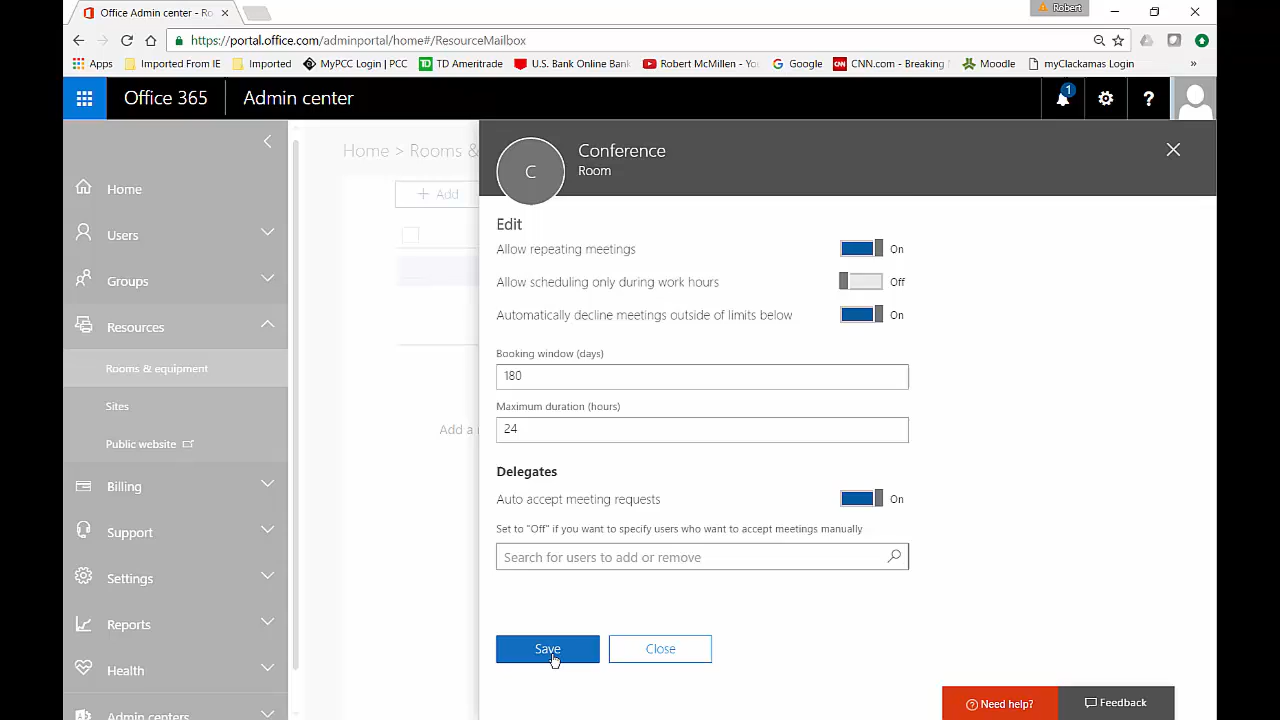 Office Admin center - Ro
Robert
https://portal.office.com/adminportal/home#/ResourceMailbox
Apps
Imported From IE
Imported
MyPCC Login | PCC
TD Ameritrade
U.S. Bank Online Bank
Robert McMillen - Yo
Google
CNN.com - Breaking
Moodle
myClackamas Login
»
Office 365
Admin center
1
?
Home
Users
Groups
Resources
Rooms & equipment
Sites
Public website
Billing
Support
Settings
Reports
Health
Admin centers
Home > Rooms &
+ Add
Add a
C
Conference
Room
Edit
Allow repeating meetings
On
Allow scheduling only during work hours
Off
Automatically decline meetings outside of limits below
On
Booking window (days)
180
Maximum duration (hours)
24
Delegates
Auto accept meeting requests
On
Set to "Off" if you want to specify users who want to accept meetings manually
Search for users to add or remove
Save
Close
Need help?
Feedback